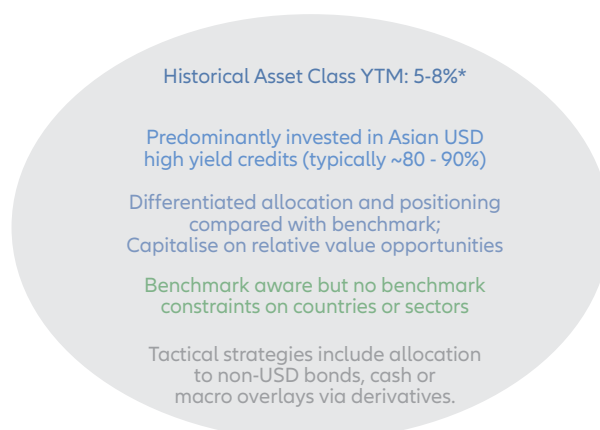 Historical Asset Class YTM: 5-8%*
Predominantly invested in Asian USD
high yield credits (typically ~80 - 90%)
Differentiated allocation and positioning
compared with benchmark;
Capitalise on relative value opportunities
Benchmark aware but no benchmark
constraints on countries or sectors
Tactical strategies include allocation
to non-USD bonds, cash or
macro overlays via derivatives.